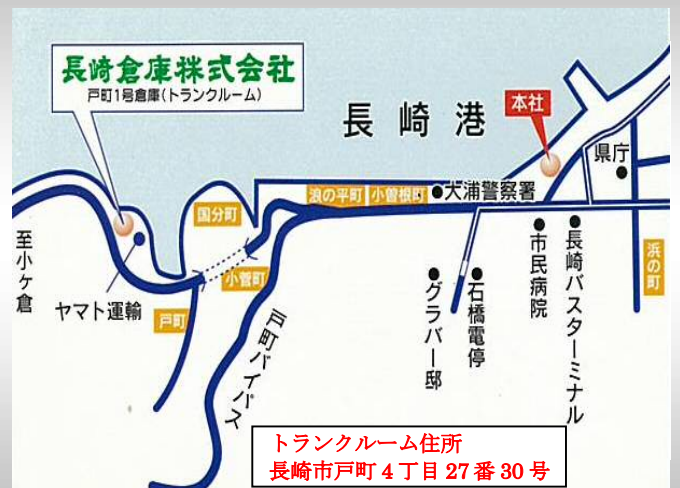 長崎倉庫株式会社
戸町1号倉庫(トランクルーム)
長崎港
本社
県庁
大浦警察署
浪の平町
小曽根町
国分町
小菅町
戸町
浜の町
至小ヶ倉
ヤマト運輸
戸町バイパス
グラバー邸
石橋電停
市民病院
長崎バスターミナル
トランクルーム住所
長崎市戸町4丁目27番30号